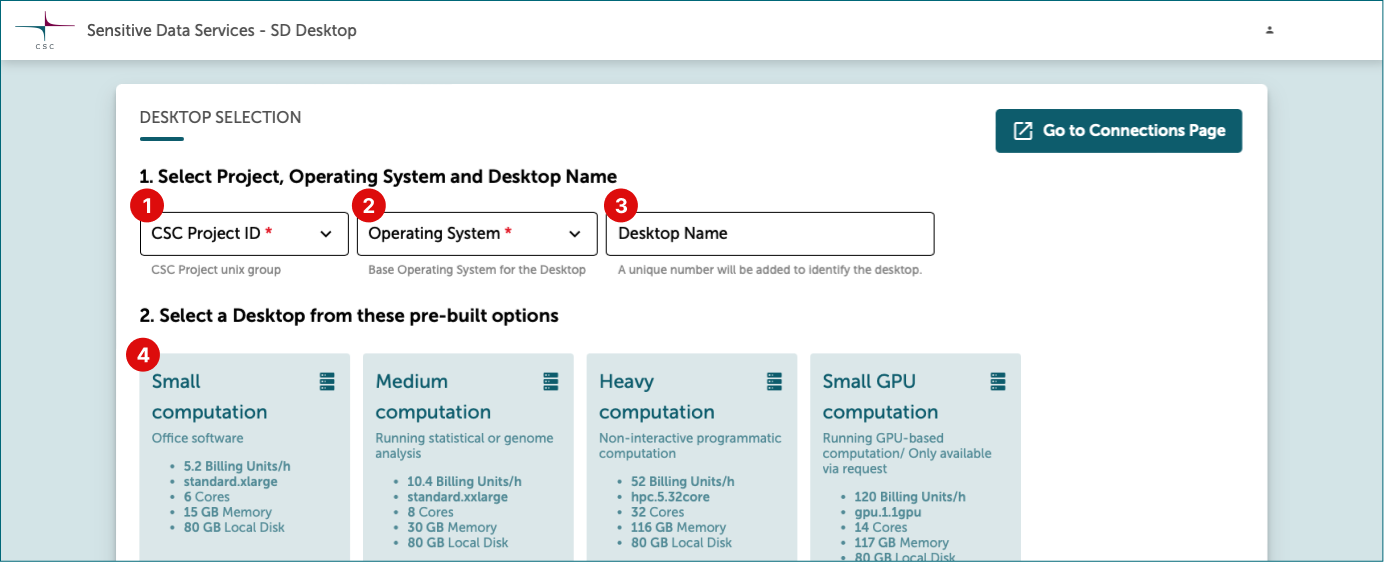 CSC
Sensitive Data Services - SD Desktop
DESKTOP SELECTION
Go to Connections Page
1. Select Project, Operating System and Desktop Name
1
2
3
CSC Project ID *
Operating System *
Desktop Name
CSC Project unix group
Base Operating System for the Desktop
A unique number will be added to identify the desktop.
2. Select a Desktop from these pre-built options
4
Small
computation
Office software
• 5.2 Billing Units/h
• standard.xlarge
• 6 Cores
• 15 GB Memory
• 80 GB Local Disk
Medium
computation
Running statistical or genome
analysis
• 10.4 Billing Units/h
• standard.xxlarge
• 8 Cores
• 30 GB Memory
• 80 GB Local Disk
Heavy
computation
Non-interactive programmatic
computation
• 52 Billing Units/h
• hpc.5.32core
• 32 Cores
• 116 GB Memory
• 80 GB Local Disk
Small GPU
computation
Running GPU-based
computation/ Only available
via request
• 120 Billing Units/h
• gpu.1.1gpu
• 14 Cores
• 117 GB Memory
• 80 GB Local Disk